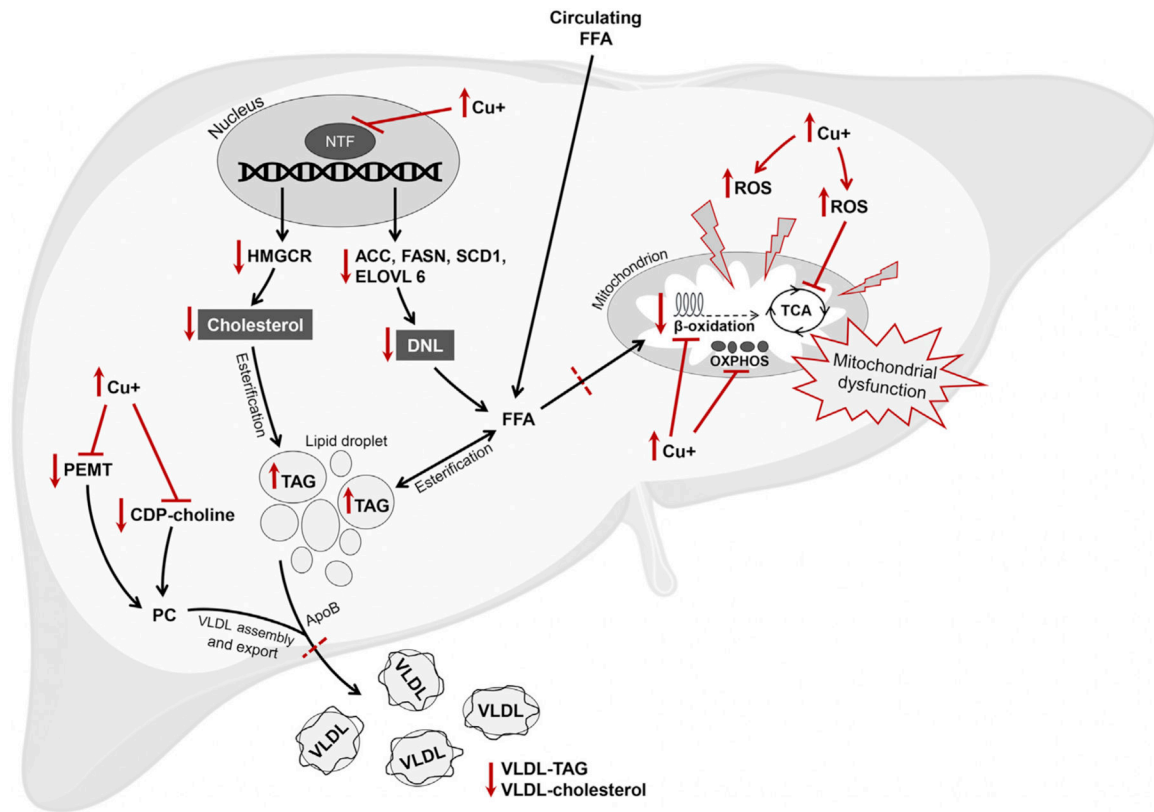 Circulating
FFA
Nucleus
Cu+
NTF
HMGCR
ACC, FASN, SCD1,
ELOVL 6
Cholesterol
DNL
Esterification
Cu+
PEMT
CDP-choline
PC
Lipid droplet
TAG
TAG
Esterification
FFA
VLDL assembly
and export
ApoB
VLDL
VLDL
VLDL
VLDL
VLDL-TAG
VLDL-cholesterol
Cu+
ROS
ROS
Mitochondrion
β-oxidation
TCA
OXPHOS
Mitochondrial
dysfunction
Cu+